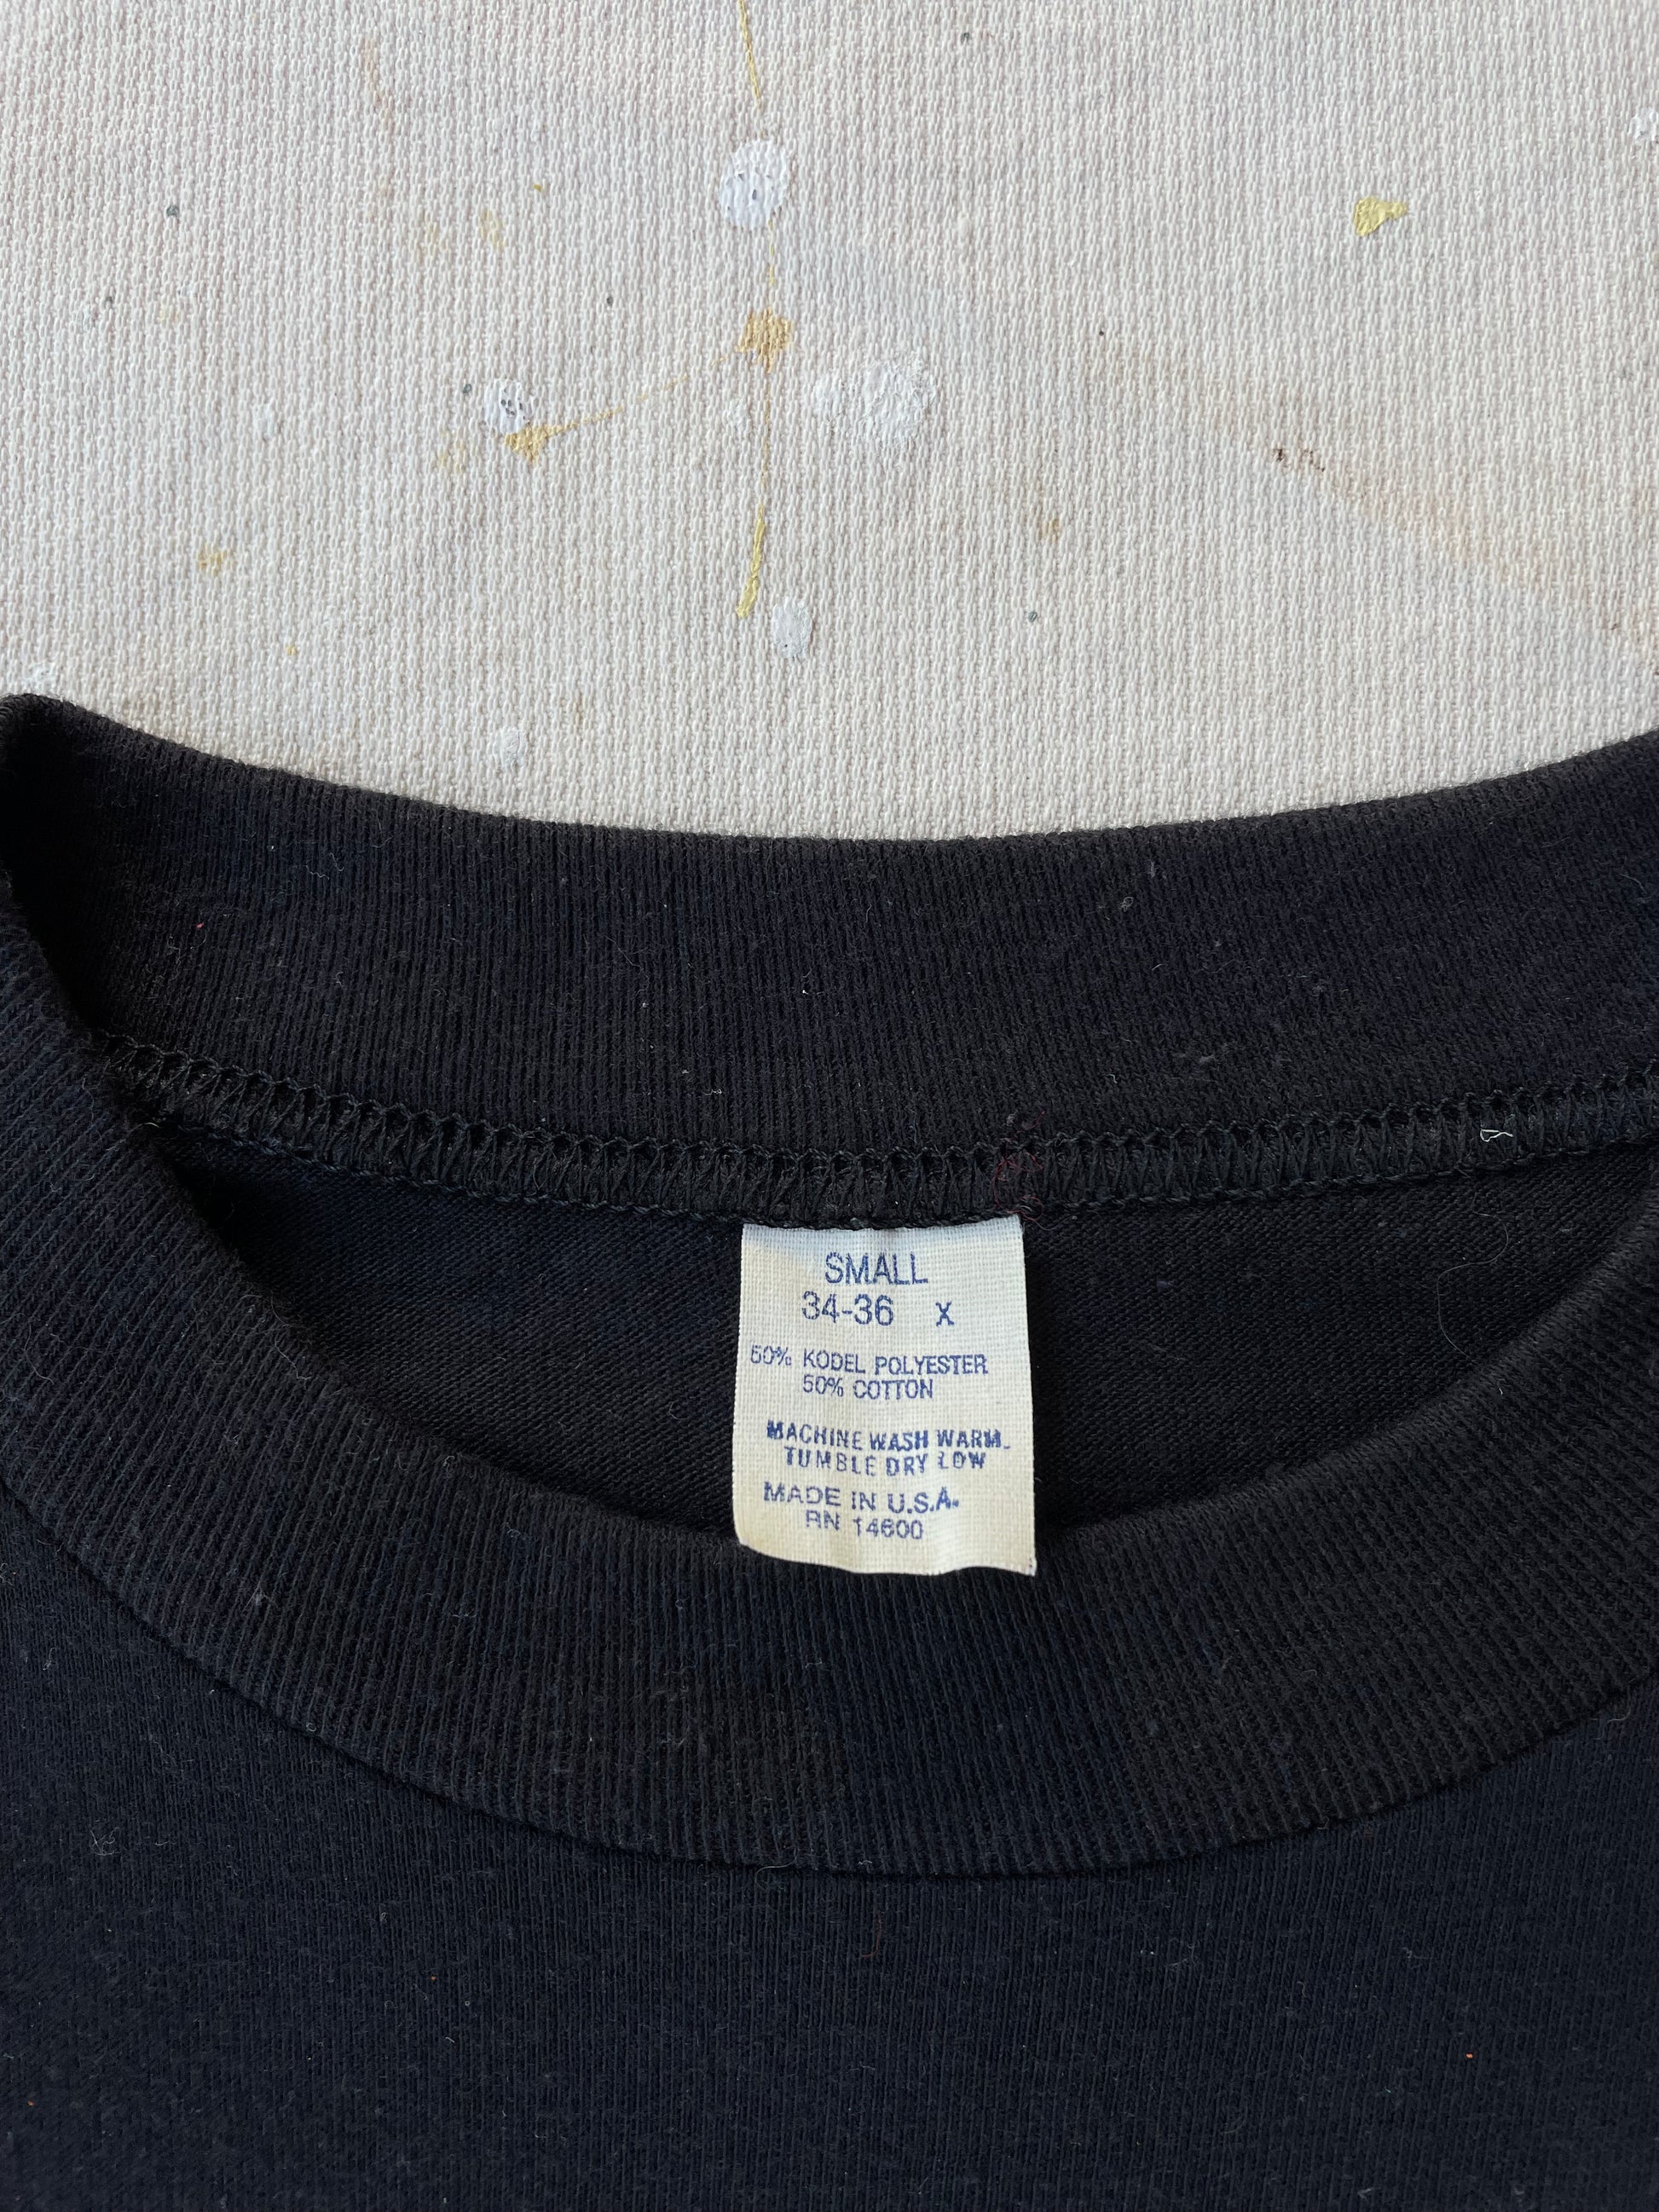 SMALL
34-36 X
50% KODEL POLYESTER
50% COTTON
MACHINE WASH WARM.
TUMBLE DRY LOW
MADE IN U.S.A.
RN 14600